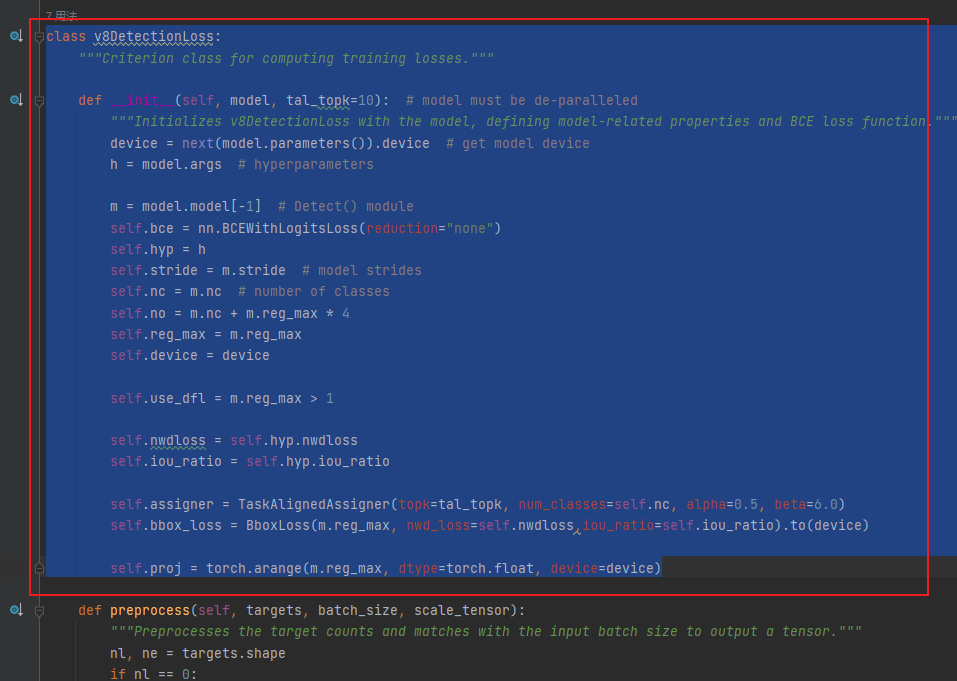 7 用法
class v8DetectionLoss:
"""Criterion class for computing training losses."""
def __init__(self, model, tal_topk=10):  # model must be de-paralleled
"""Initializes v8DetectionLoss with the model, defining model-related properties and BCE loss function."""
device = next(model.parameters()).device  # get model device
h = model.args  # hyperparameters
m = model.model[-1]  # Detect() module
self.bce = nn.BCEWithLogitsLoss(reduction="none")
self.hyp = h
self.stride = m.stride  # model strides
self.nc = m.nc  # number of classes
self.no = m.nc + m.reg_max * 4
self.reg_max = m.reg_max
self.device = device
self.use_dfl = m.reg_max > 1
self.nwdloss = self.hyp.nwdloss
self.iou_ratio = self.hyp.iou_ratio
self.assigner = TaskAlignedAssigner(topk=tal_topk, num_classes=self.nc, alpha=0.5, beta=6.0)
self.bbox_loss = BboxLoss(m.reg_max, nwd_loss=self.nwdloss,iou_ratio=self.iou_ratio).to(device)
self.proj = torch.arange(m.reg_max, dtype=torch.float, device=device)
def preprocess(self, targets, batch_size, scale_tensor):
"""Preprocesses the target counts and matches with the input batch size to output a tensor."""
nl, ne = targets.shape
if nl == 0: